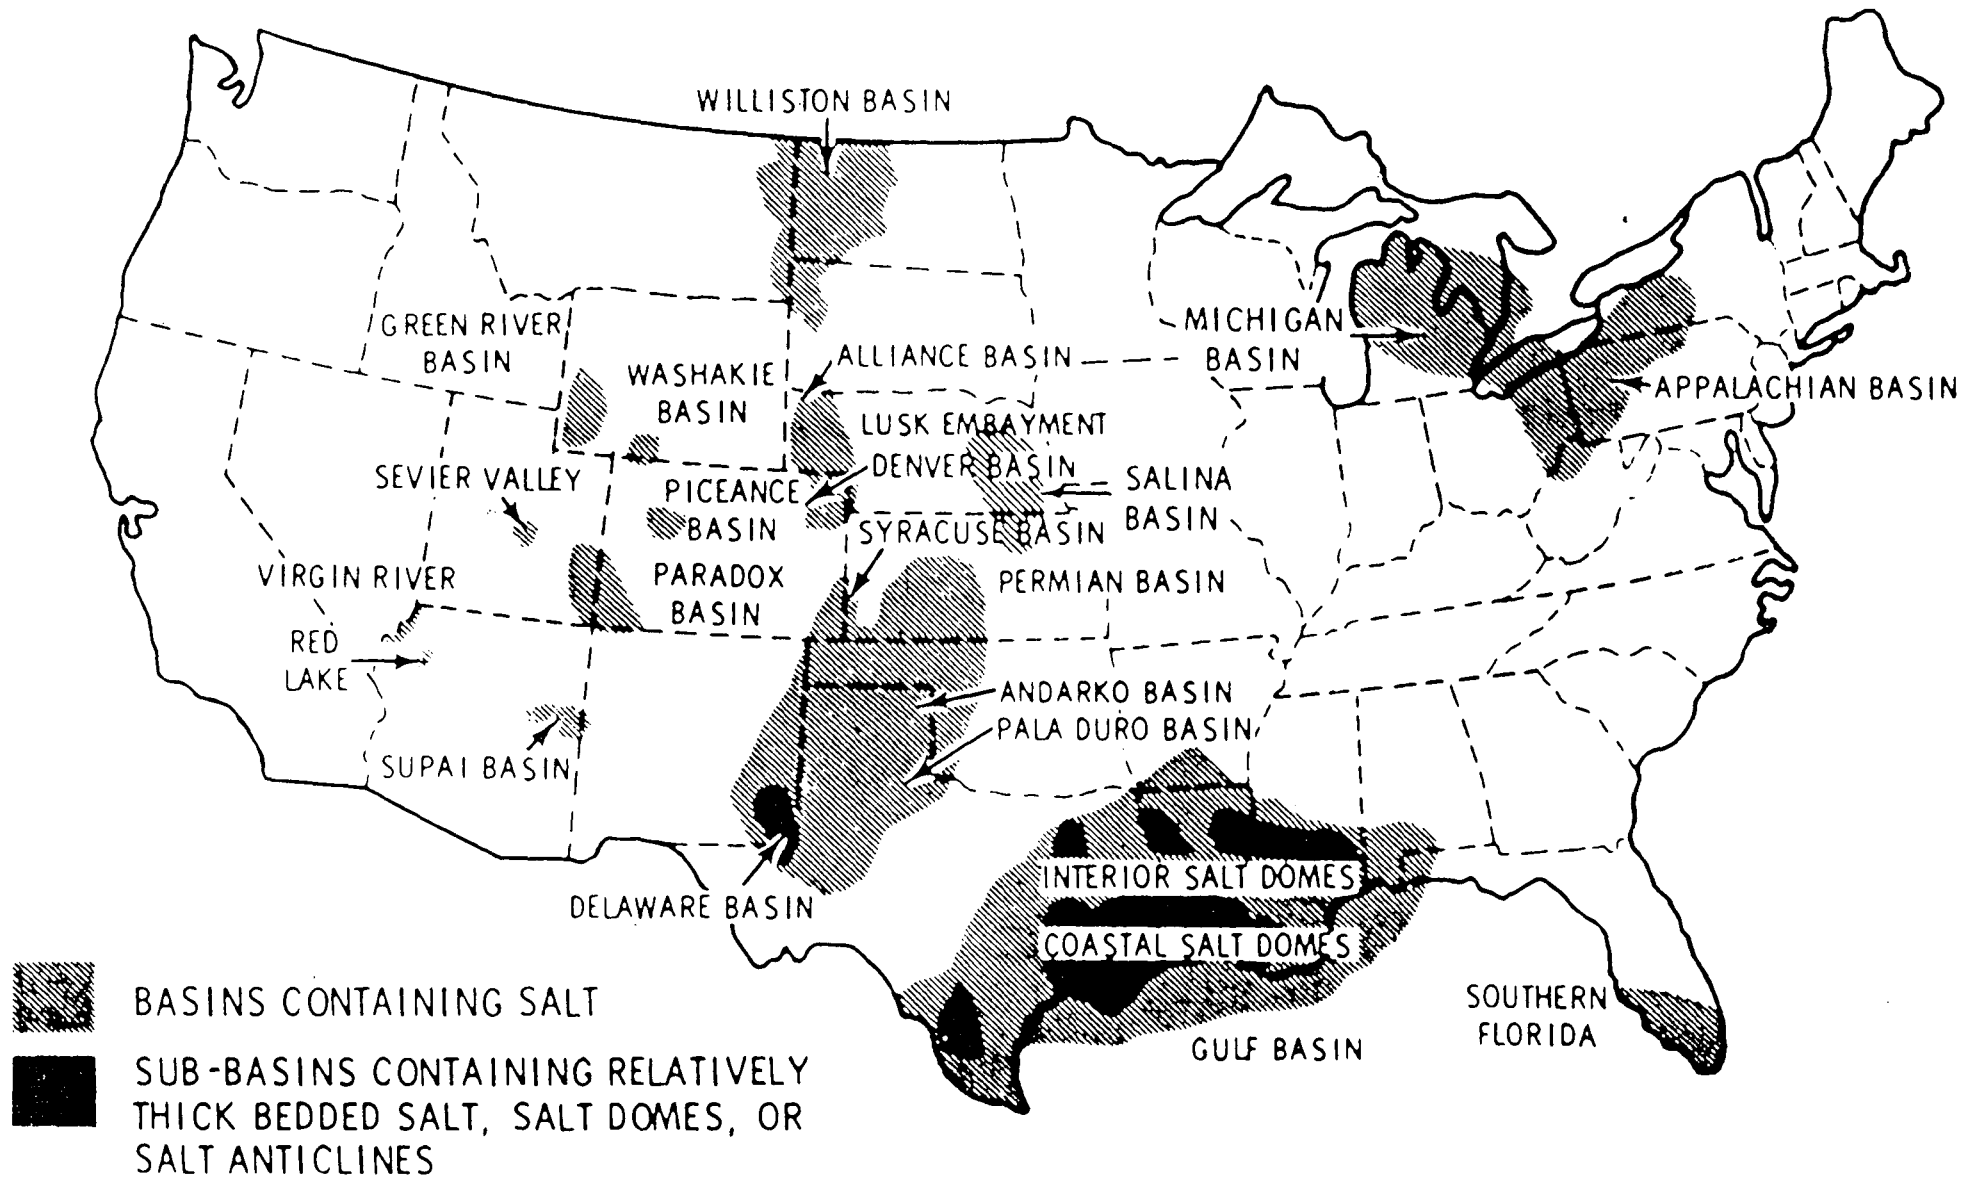 WILLISTON BASIN
GREEN RIVER
BASIN
WASHAKIE
BASIN
ALLIANCE BASIN
MICHIGAN
BASIN
APPALACHIAN BASIN
LUSK EMBAYMENT
DENVER BASIN
SEVIER VALLEY
PICEANCE
BASIN
SALINA
BASIN
SYRACUSE BASIN
VIRGIN RIVER
PARADOX
BASIN
PERMIAN BASIN
RED
LAKE
ANDARKO BASIN
PALA DURO BASIN
SUPAI BASIN
DELAWARE BASIN
INTERIOR SALT DOMES
COASTAL SALT DOMES
GULF BASIN
SOUTHERN
FLORIDA
BASINS CONTAINING SALT
SUB-BASINS CONTAINING RELATIVELY
THICK BEDDED SALT, SALT DOMES, OR
SALT ANTICLINES